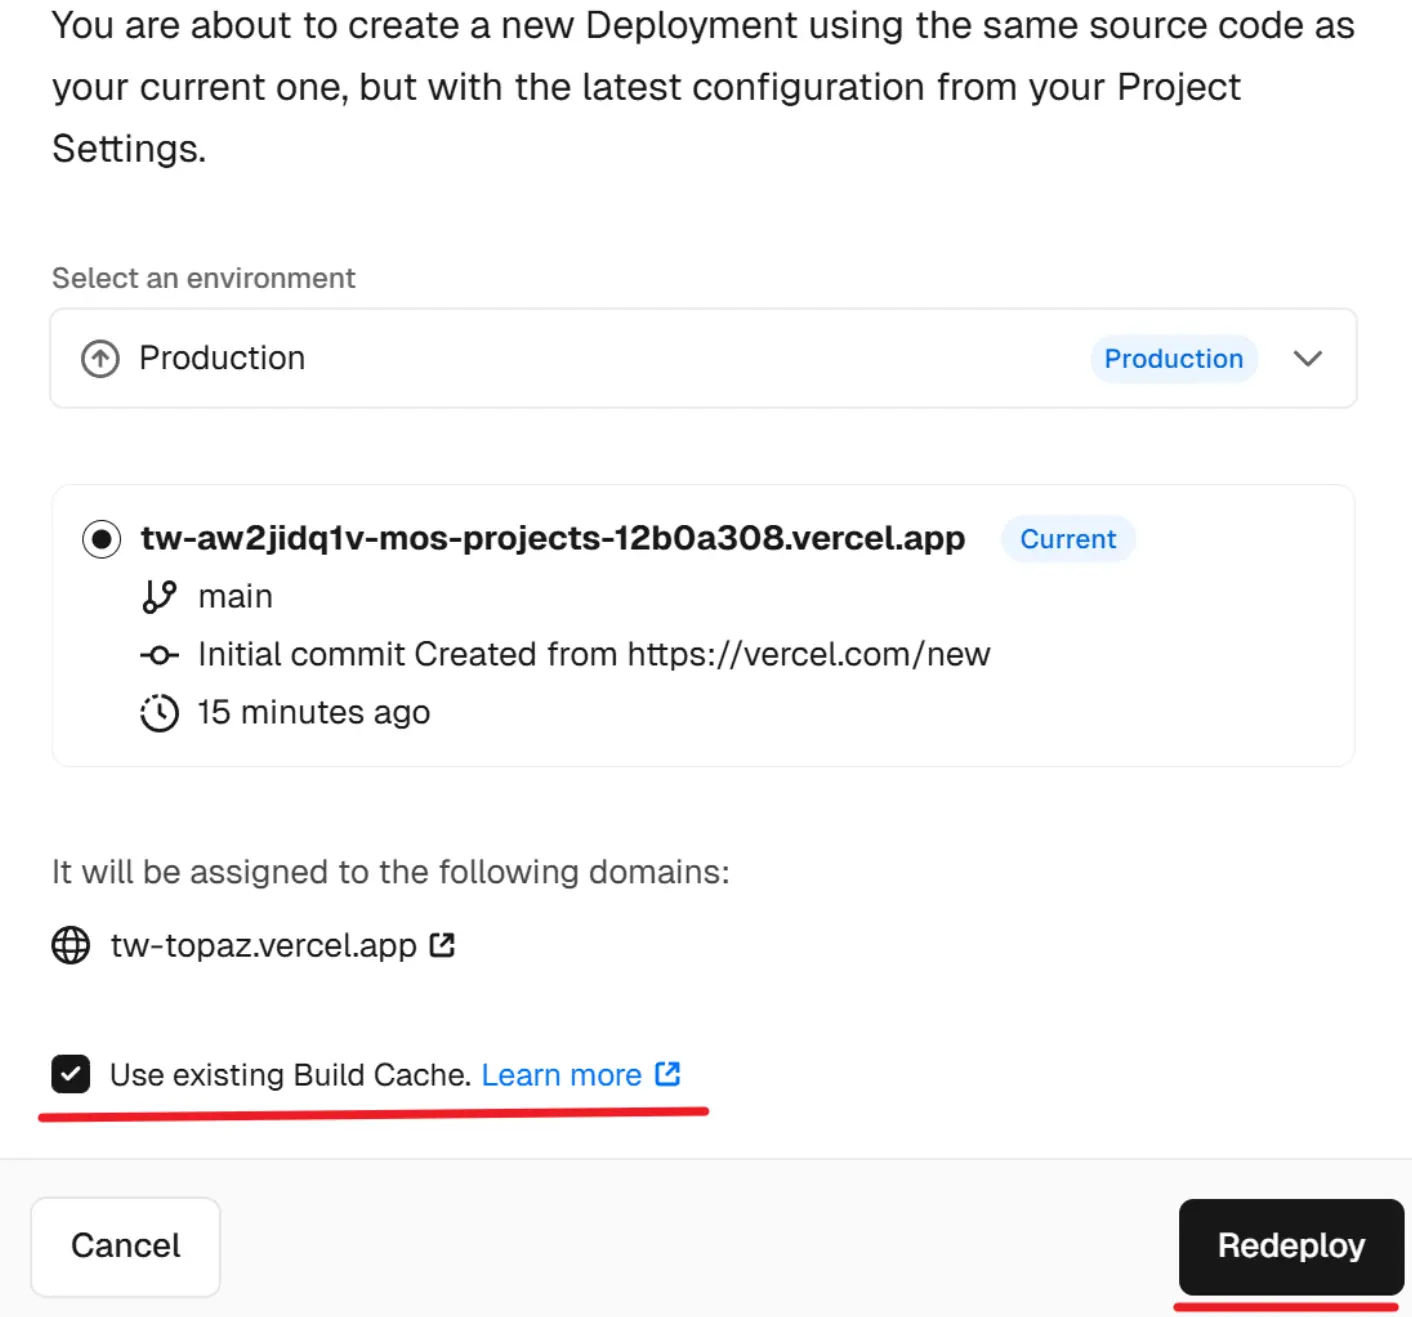 You are about to create a new Deployment using the same source code as
your current one, but with the latest configuration from your Project
Settings.
Select an environment
Production Production
tw-aw2jidq1v-mos-projects-12b0a308.vercel.app Current
main
Initial commit Created from https://vercel.com/new
15 minutes ago
It will be assigned to the following domains:
tw-topaz.vercel.app
Use existing Build Cache. Learn more
Cancel Redeploy